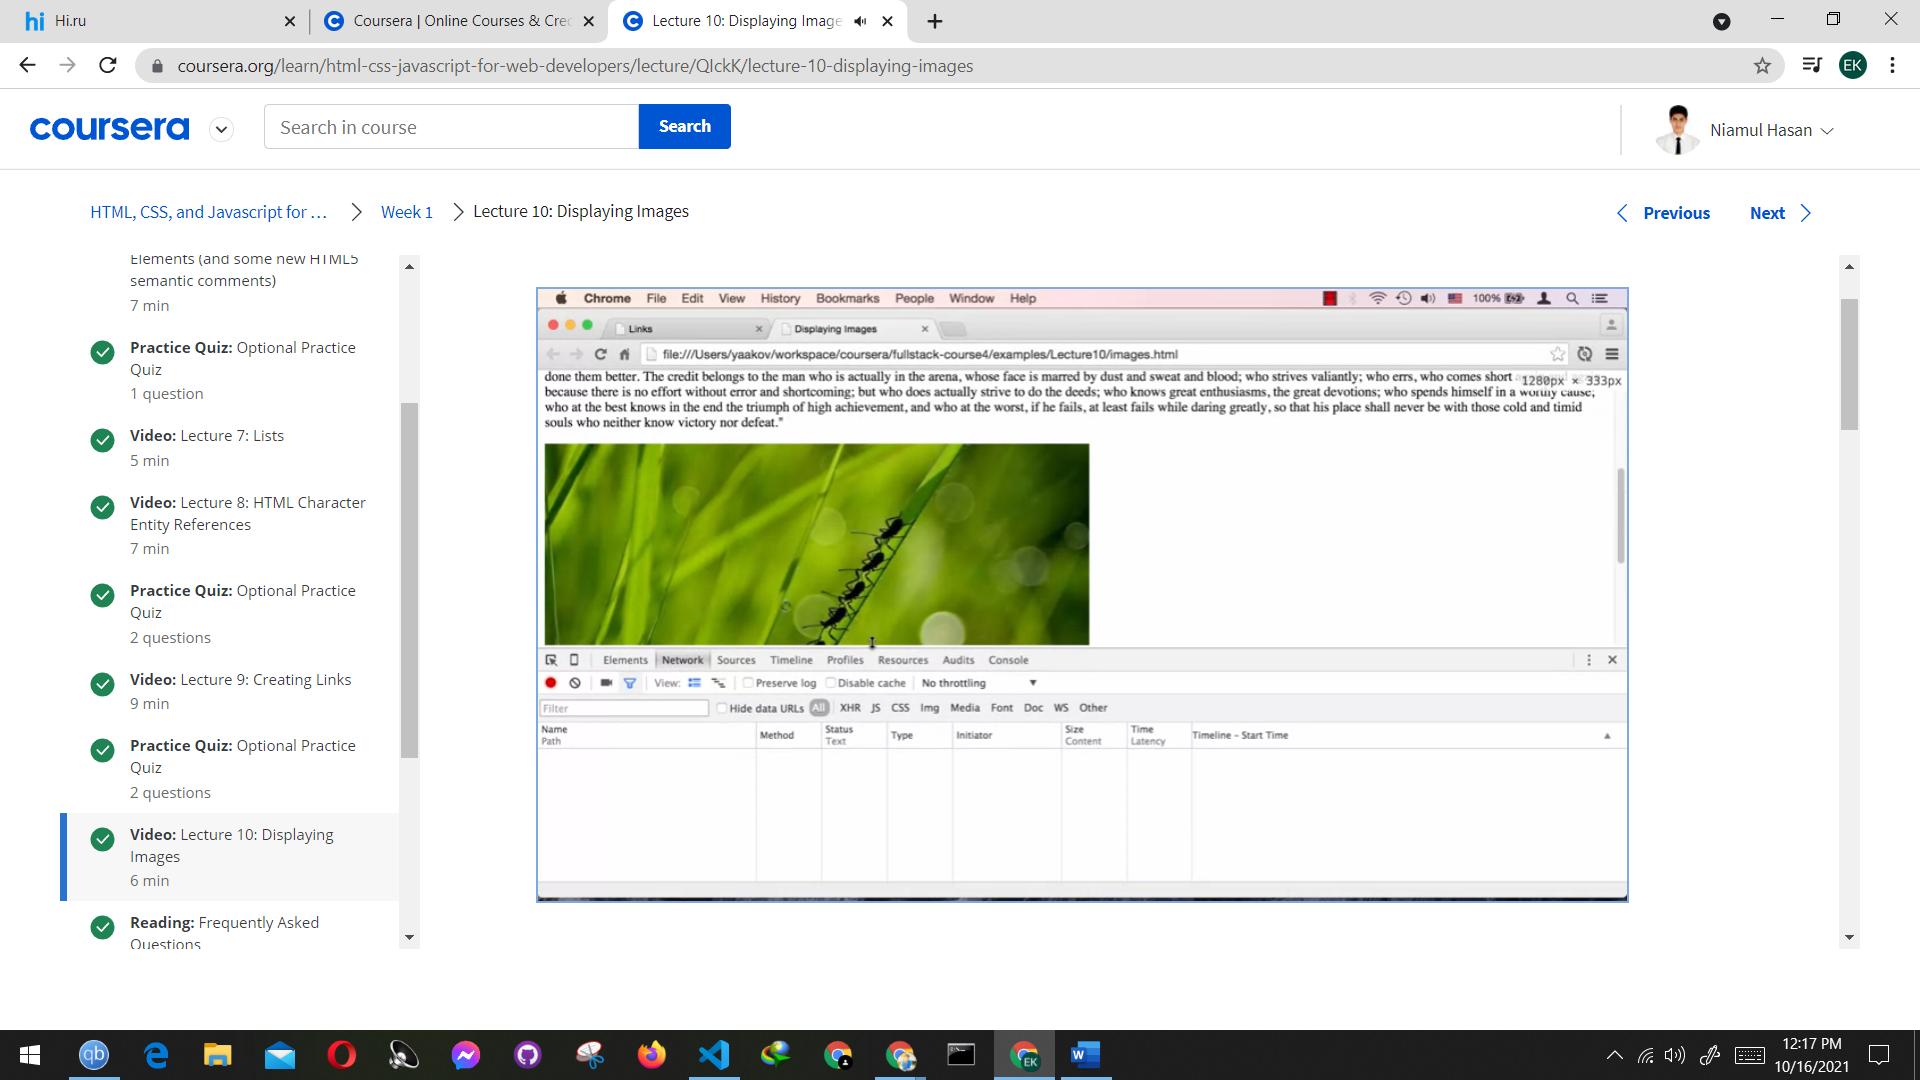 hi Hi.ru
Coursera | Online Courses & Cre
Lecture 10: Displaying Image
coursera.org/learn/html-css-javascript-for-web-developers/lecture/QIckK/lecture-10-displaying-images
EK
coursera
Search in course
Search
Niamul Hasan
HTML, CSS, and Javascript for ...
Week 1
Lecture 10: Displaying Images
Previous
Next
Elements (and some new HTML5
semantic comments)
7 min
Practice Quiz: Optional Practice
Quiz
1 question
Video: Lecture 7: Lists
5 min
Video: Lecture 8: HTML Character
Entity References
7 min
Practice Quiz: Optional Practice
Quiz
2 questions
Video: Lecture 9: Creating Links
9 min
Practice Quiz: Optional Practice
Quiz
2 questions
Video: Lecture 10: Displaying
Images
6 min
Reading: Frequently Asked
Questions
Chrome File Edit View History Bookmarks People Window Help
100%
Links
Displaying Images
file:///Users/yaakov/workspace/coursera/fullstack-course4/examples/Lecture10/images.html
done them better. The credit belongs to the man who is actually in the arena, whose face is marred by dust and sweat and blood; who strives valiantly; who errs, who comes short
1280px × 333px
because there is no effort without error and shortcoming; but who does actually strive to do the deeds; who knows great enthusiasms, the great devotions; who spends himself in a worthy cause;
who at the best knows in the end the triumph of high achievement, and who at the worst, if he fails, at least fails while daring greatly, so that his place shall never be with those cold and timid
souls who neither know victory nor defeat."
Elements Network Sources Timeline Profiles Resources Audits Console
View: Preserve log Disable cache No throttling
Filter Hide data URLs All XHR JS CSS Img Media Font Doc WS Other
Name Method Status Type Initiator Size Time Timeline – Start Time
Path Text Content Latency
qb
EK
W
12:17 PM
10/16/2021